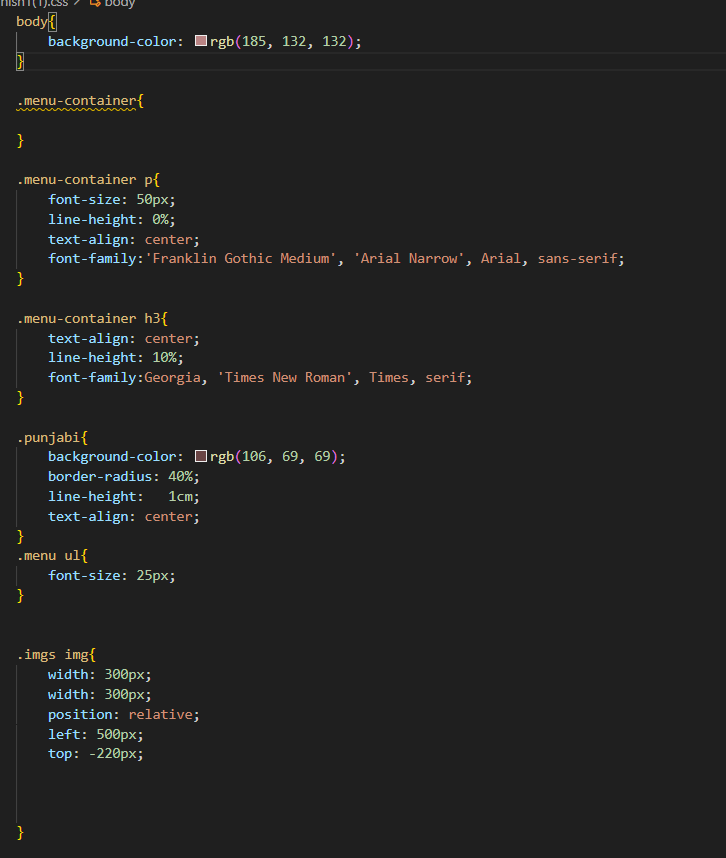 nish1(1).css > body
body{
    background-color: rgb(185, 132, 132);
}
.menu-container{
}
.menu-container p{
    font-size: 50px;
    line-height: 0%;
    text-align: center;
    font-family:'Franklin Gothic Medium', 'Arial Narrow', Arial, sans-serif;
}
.menu-container h3{
    text-align: center;
    line-height: 10%;
    font-family:Georgia, 'Times New Roman', Times, serif;
}
.punjabi{
    background-color: rgb(106, 69, 69);
    border-radius: 40%;
    line-height:   1cm;
    text-align: center;
}
.menu ul{
    font-size: 25px;
}
.imgs img{
    width: 300px;
    width: 300px;
    position: relative;
    left: 500px;
    top: -220px;
}